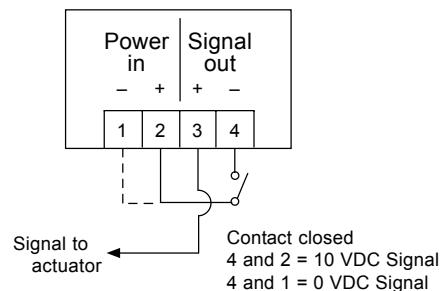 Power Signal
in out
– + + –
1 2 3 4
Signal to
actuator
Contact closed
4 and 2 = 10 VDC Signal
4 and 1 = 0 VDC Signal